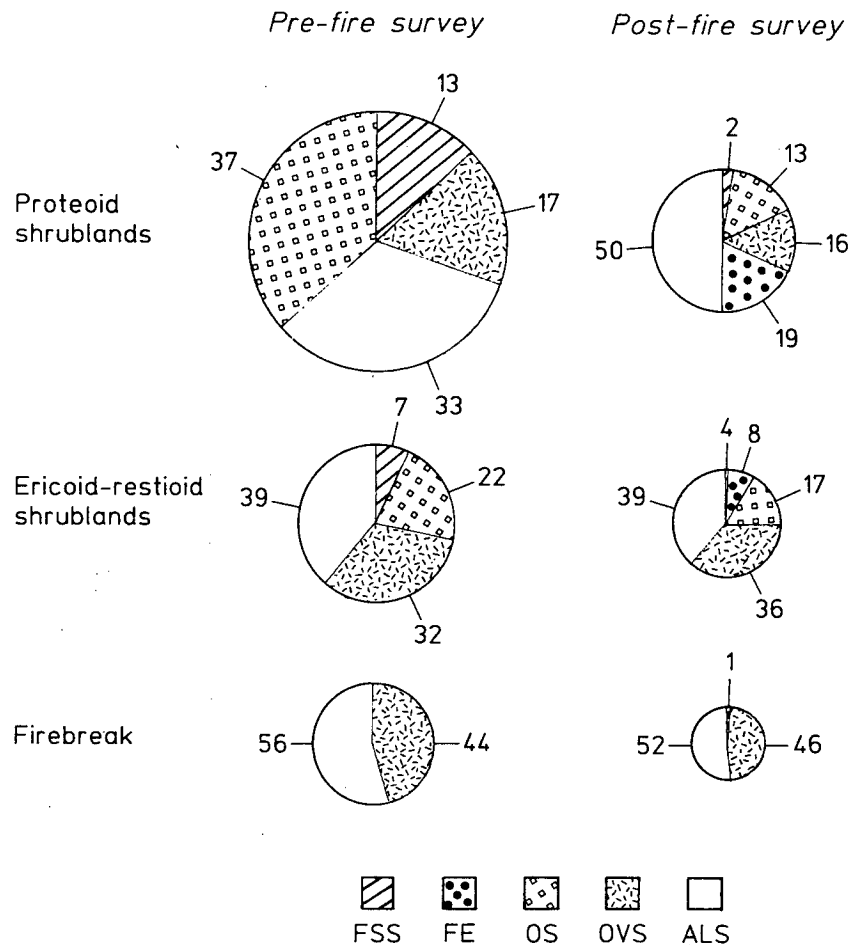 Pre-fire survey
Post-fire survey
Proteoid
shrublands
13
37
17
33
2
13
50
16
19
Ericoid-restioid
shrublands
7
39
22
32
4
8
39
17
36
Firebreak
56
44
1
52
46
FSS
FE
OS
OVS
ALS